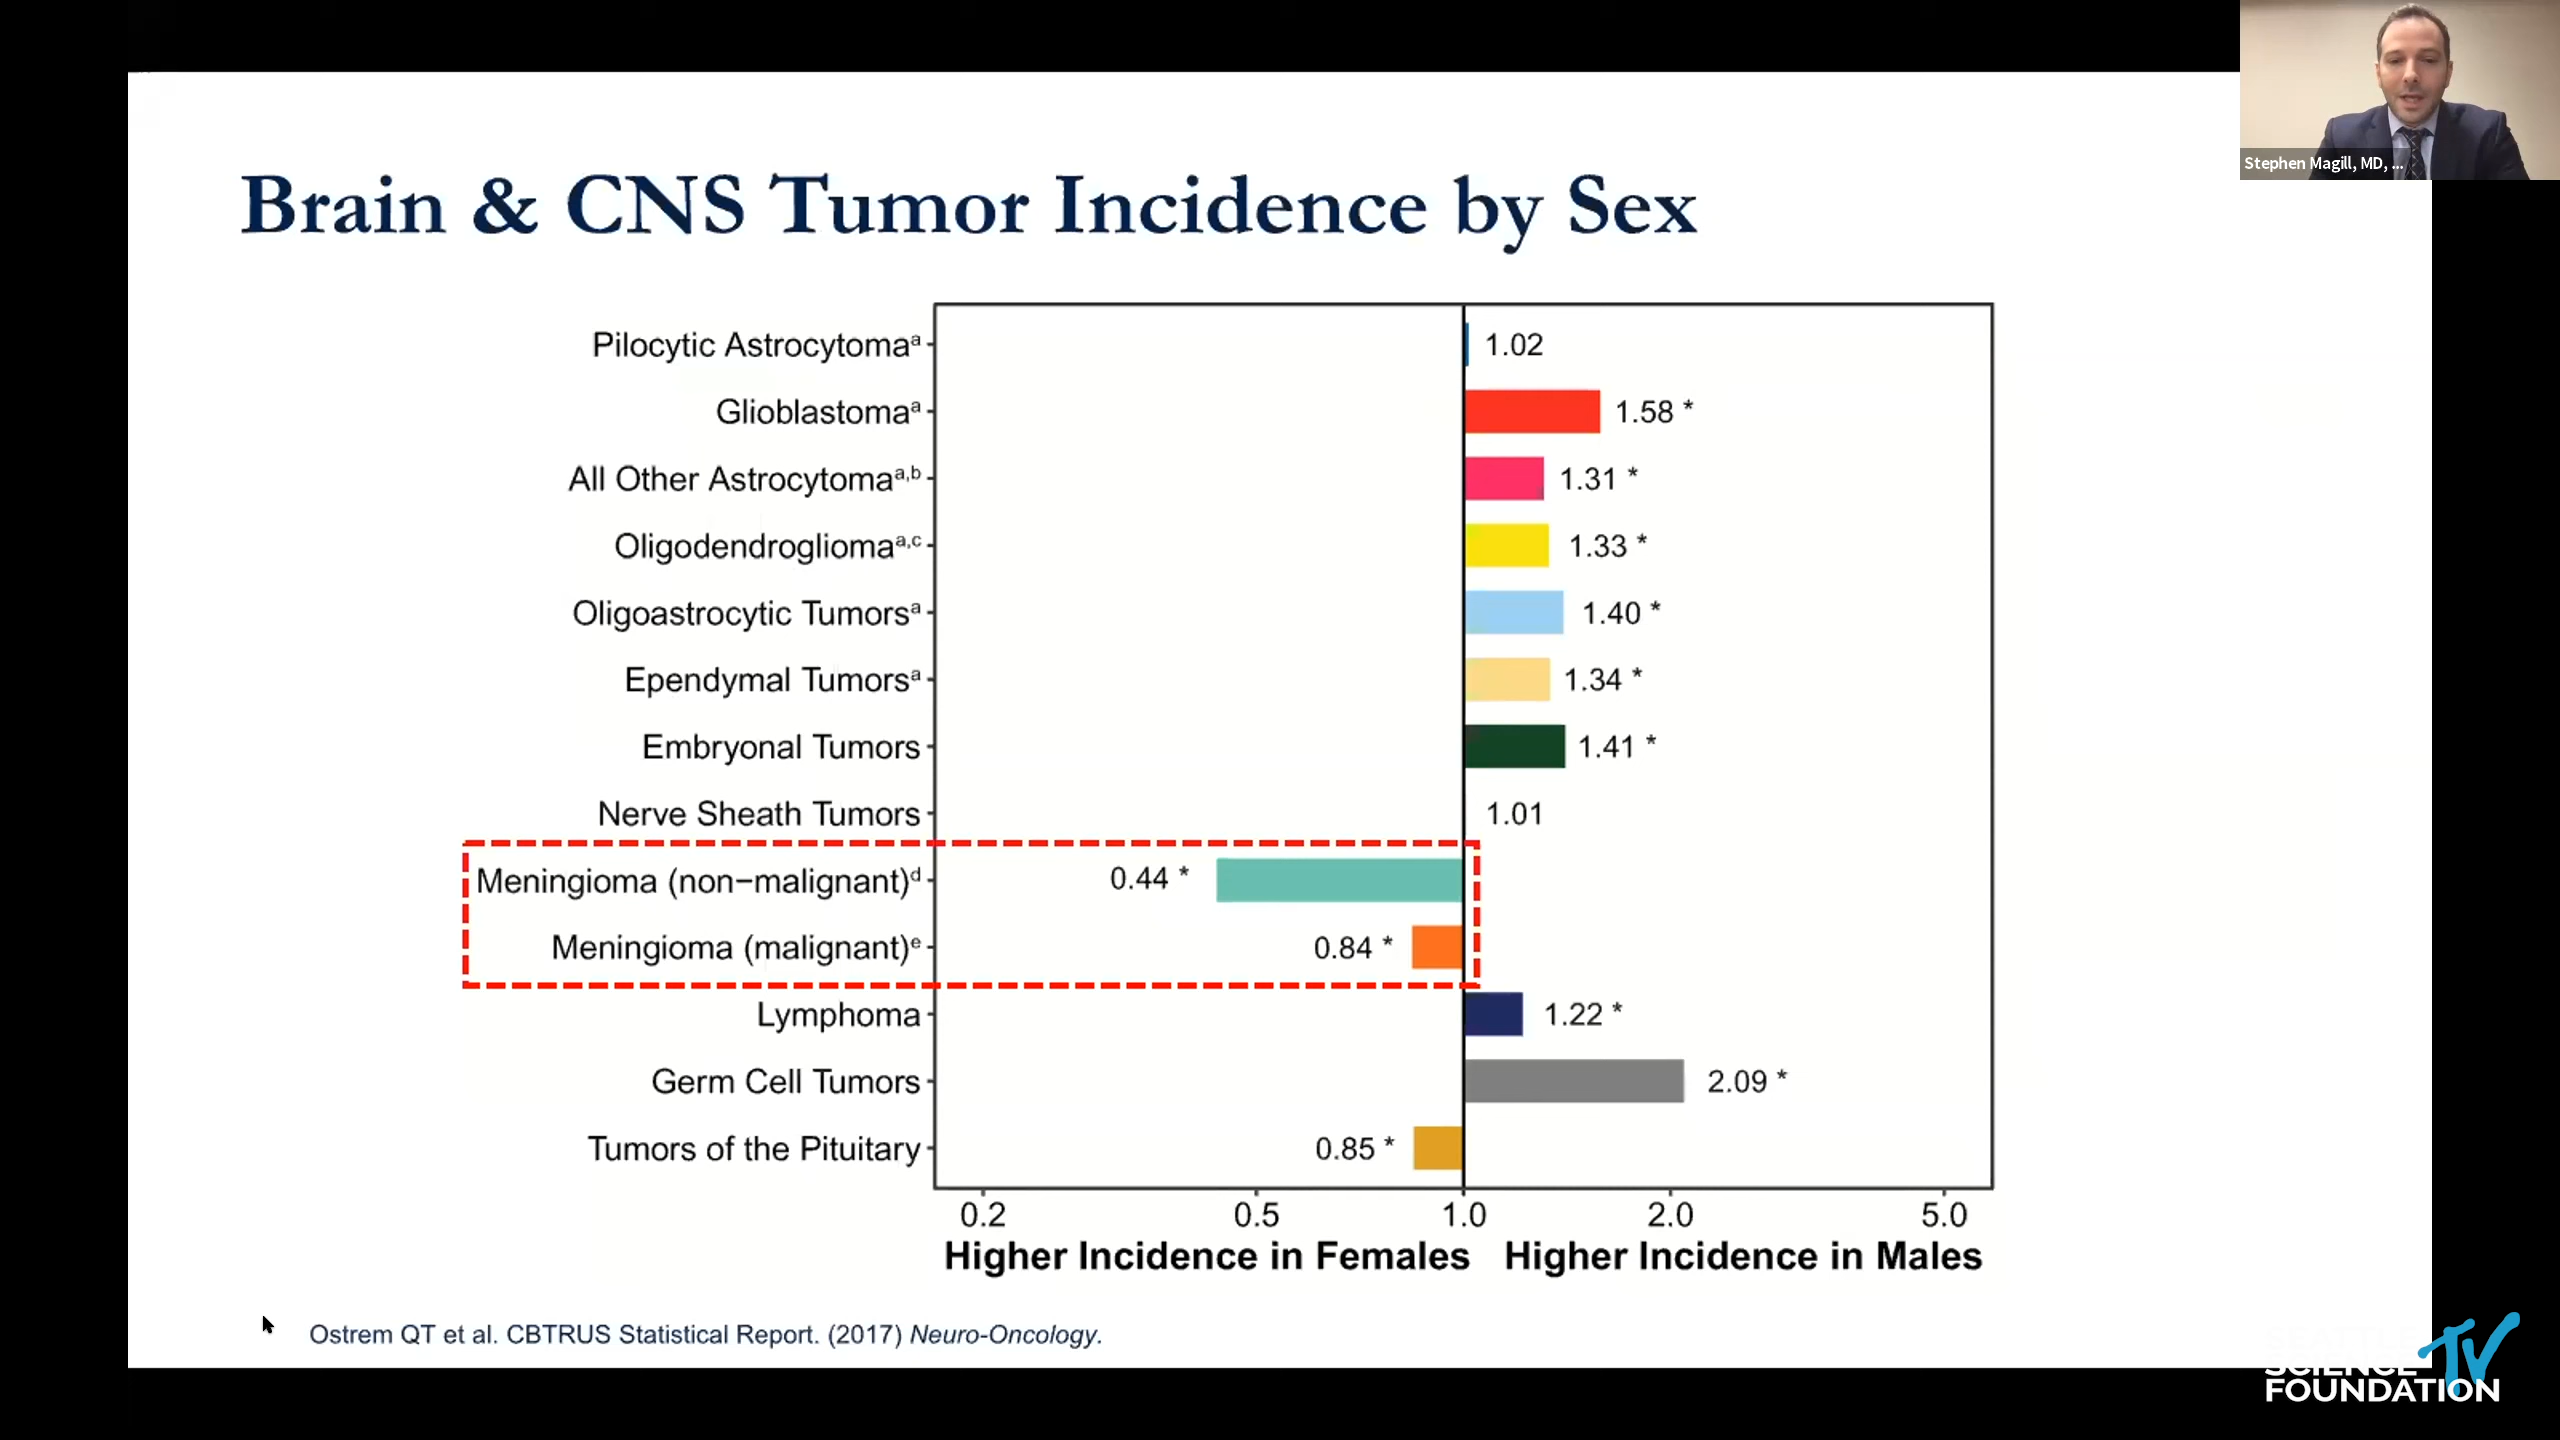 Stephen Magill, MD, ...
Brain & CNS Tumor Incidence by Sex
Pilocytic Astrocytomaᵃ 1.02
Glioblastomaᵃ 1.58 *
All Other Astrocytomaᵃ,ᵇ 1.31 *
Oligodendrogliomaᵃ,ᶜ 1.33 *
Oligoastrocytic Tumorsᵃ 1.40 *
Ependymal Tumorsᵃ 1.34 *
Embryonal Tumors 1.41 *
Nerve Sheath Tumors 1.01
Meningioma (non−malignant)ᵈ 0.44 *
Meningioma (malignant)ᵉ 0.84 *
Lymphoma 1.22 *
Germ Cell Tumors 2.09 *
Tumors of the Pituitary 0.85 *
0.2 0.5 1.0 2.0 5.0
Higher Incidence in Females Higher Incidence in Males
Ostrem QT et al. CBTRUS Statistical Report. (2017) Neuro-Oncology.
TV
SCIENCE
FOUNDATION